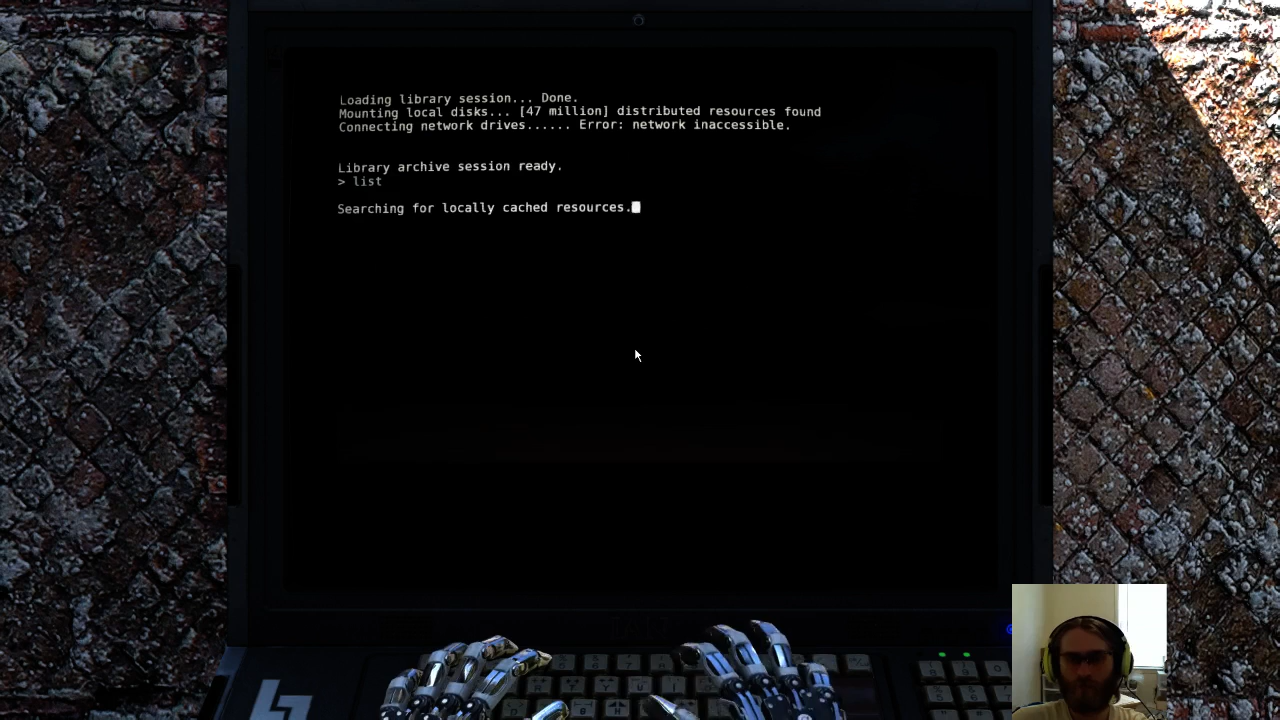 Loading library session... Done.
Mounting local disks... [47 million] distributed resources found
Connecting network drives...... Error: network inaccessible.
Library archive session ready.
> list
Searching for locally cached resources.